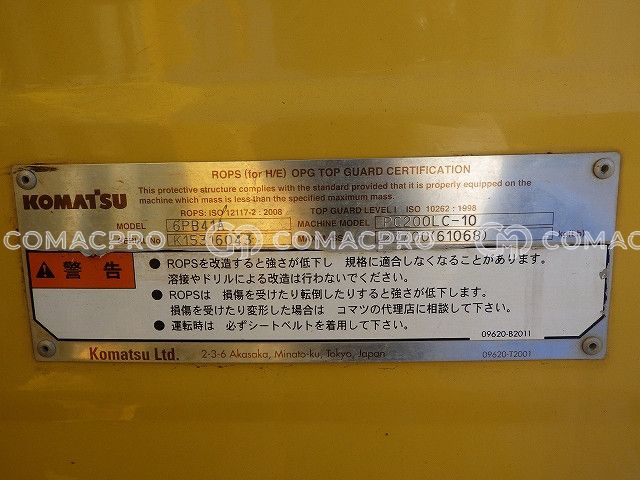 ROPS (for H/E) OPG TOP GUARD CERTIFICATION
KOMATSU
This protective structure complies with the standard provided that it is properly equipped on the
machine which mass is less than the specified maximum mass.
ROPS: ISO 12117-2 : 2008 TOP GUARD LEVEL I ISO 10262 : 1998
MODEL 6PB41A MACHINE MODEL PC200LC-10
COMACPRO COMACPRO COMACPRO
(61068)
警告
● ROPSを改造すると強さが低下し 規格に適合しなくなることがあります。
溶接やドリルによる改造は行わないでください。
● ROPSは 損傷を受けたり転倒したりすると強さが低下します。
損傷を受けたり変形した場合は コマツの代理店に相談して下さい。
● 運転時は 必ずシートベルトを着用して下さい。
09620-B2011
Komatsu Ltd. 2-3-6 Akasaka, Minato-ku, Tokyo, Japan 09620-T2001